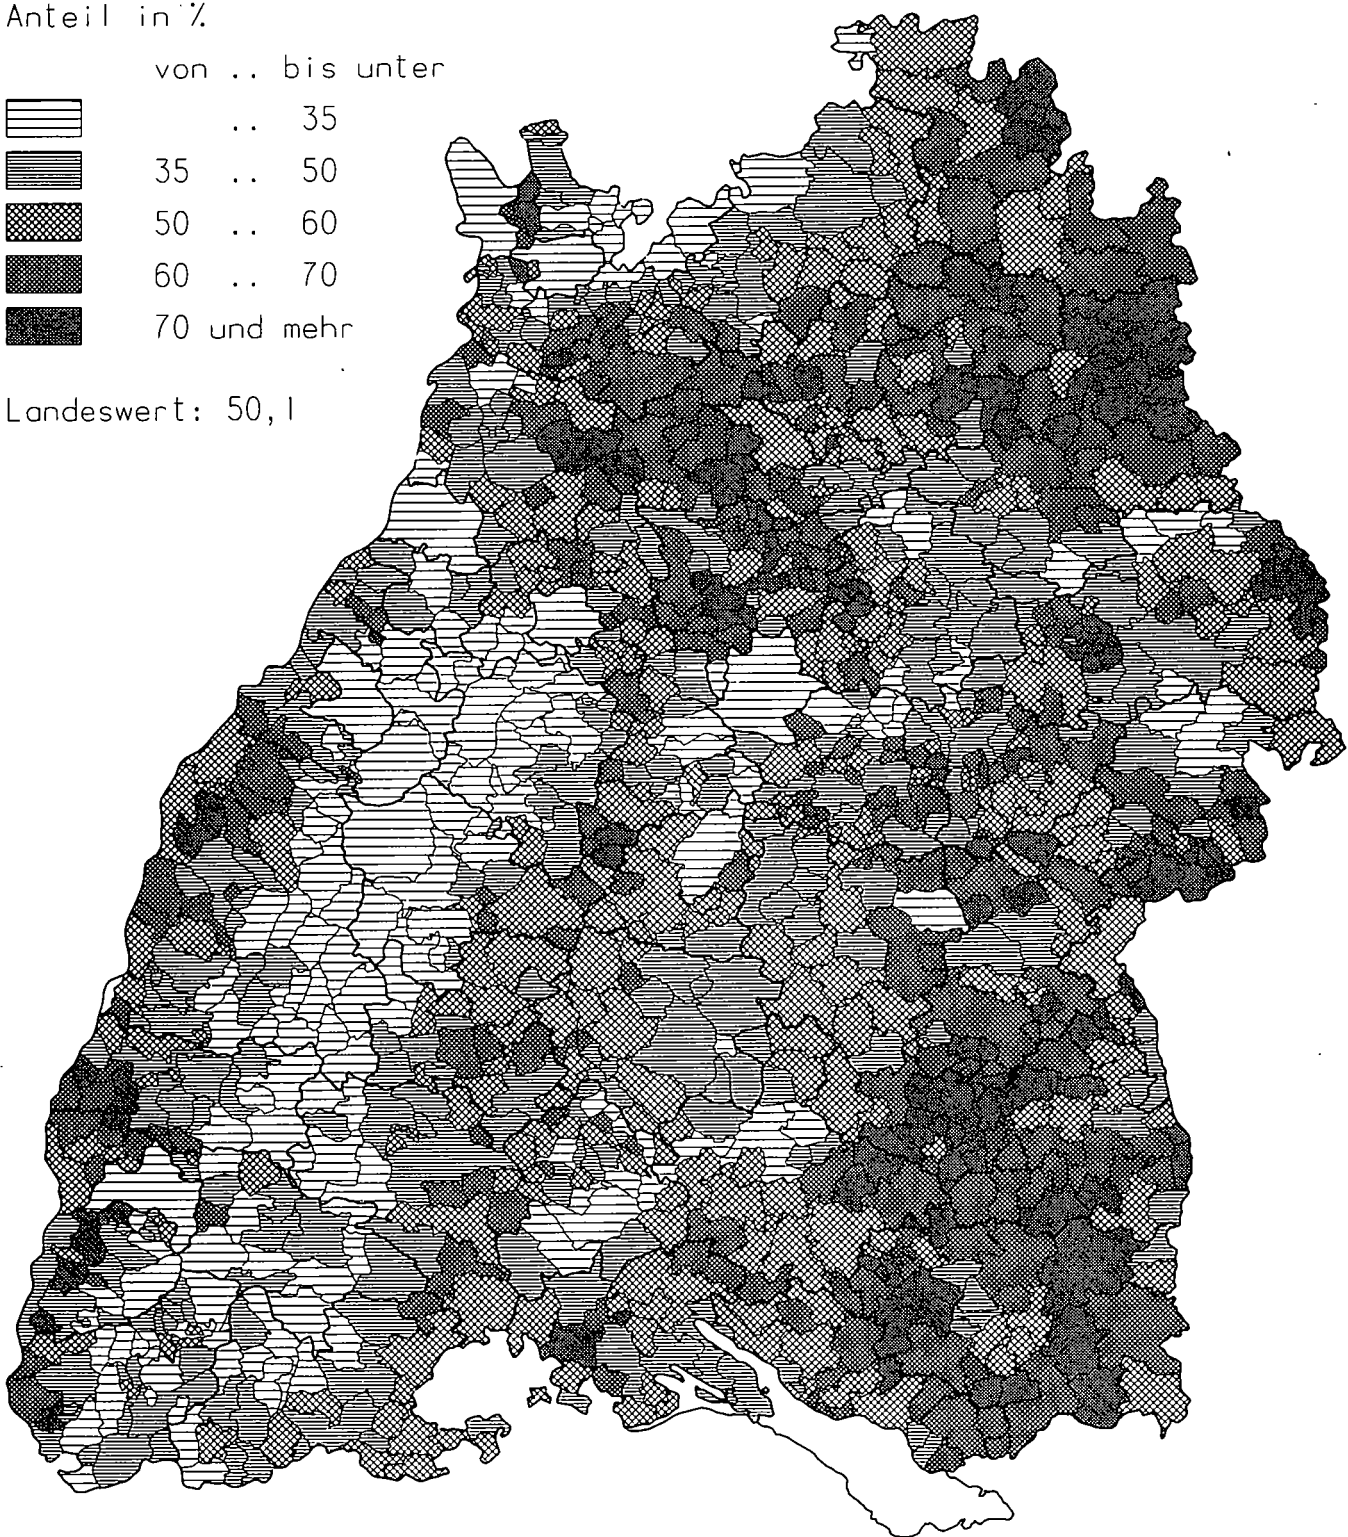 Anteil in %
von .. bis unter
.. 35
35 .. 50
50 .. 60
60 .. 70
70 und mehr
Landeswert: 50,1